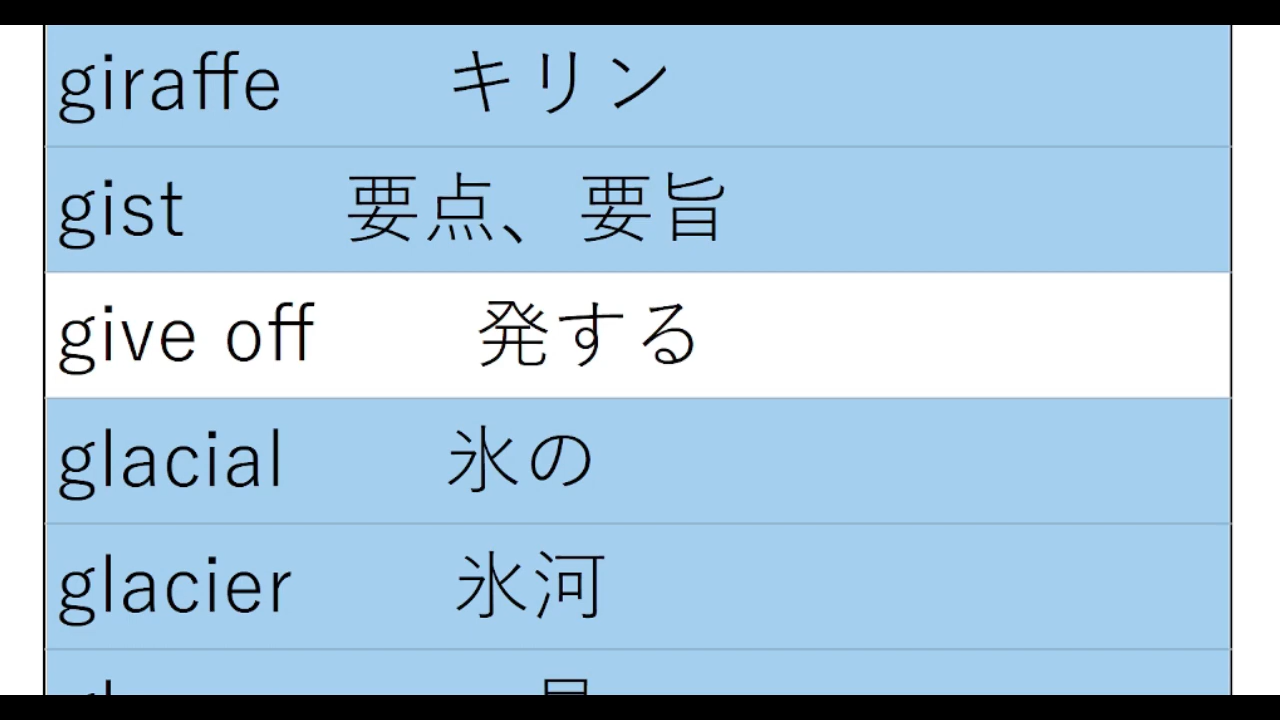 giraffe キリン
gist 要点、要旨
give off 発する
glacial 氷の
glacier 氷河